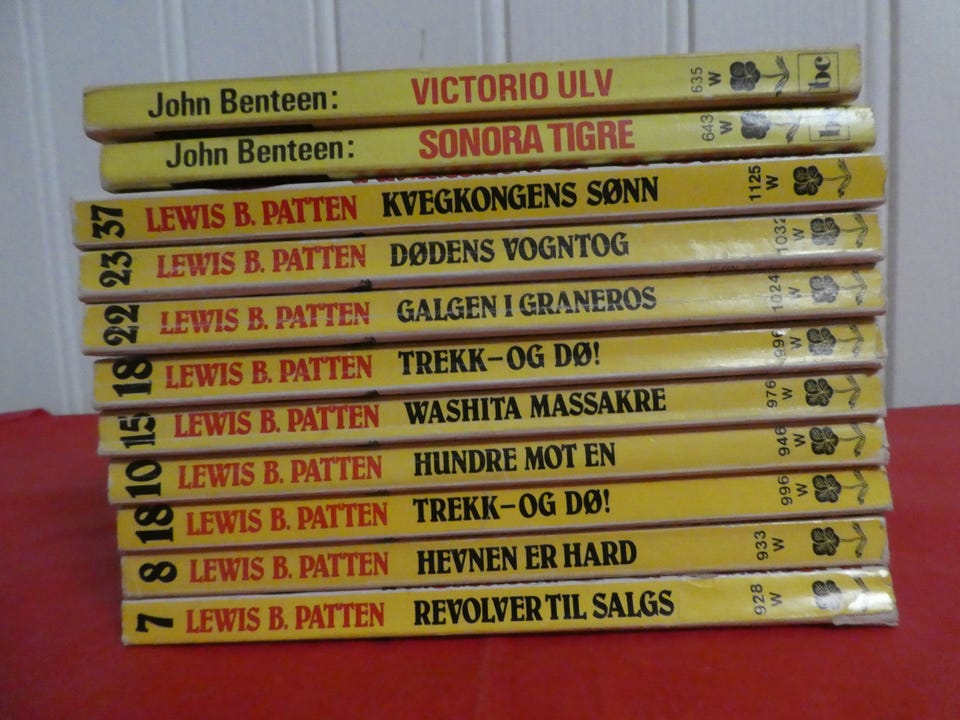 John Benteen: VICTORIO ULV 635 W bc
John Benteen: SONORA TIGRE 643 W bc
37 LEWIS B. PATTEN KVEGKONGENS SØNN 1125 W
23 LEWIS B. PATTEN DØDENS VOGNTOG 1032 W
22 LEWIS B. PATTEN GALGEN I GRANEROS 1024 W
18 LEWIS B. PATTEN TREKK-OG DØ! 996 W
15 LEWIS B. PATTEN WASHITA MASSAKRE 976 W
10 LEWIS B. PATTEN HUNDRE MOT EN 946 W
18 LEWIS B. PATTEN TREKK-OG DØ! 996 W
8 LEWIS B. PATTEN HEVNEN ER HARD 933 W
7 LEWIS B. PATTEN REVOLVER TIL SALGS 928 W